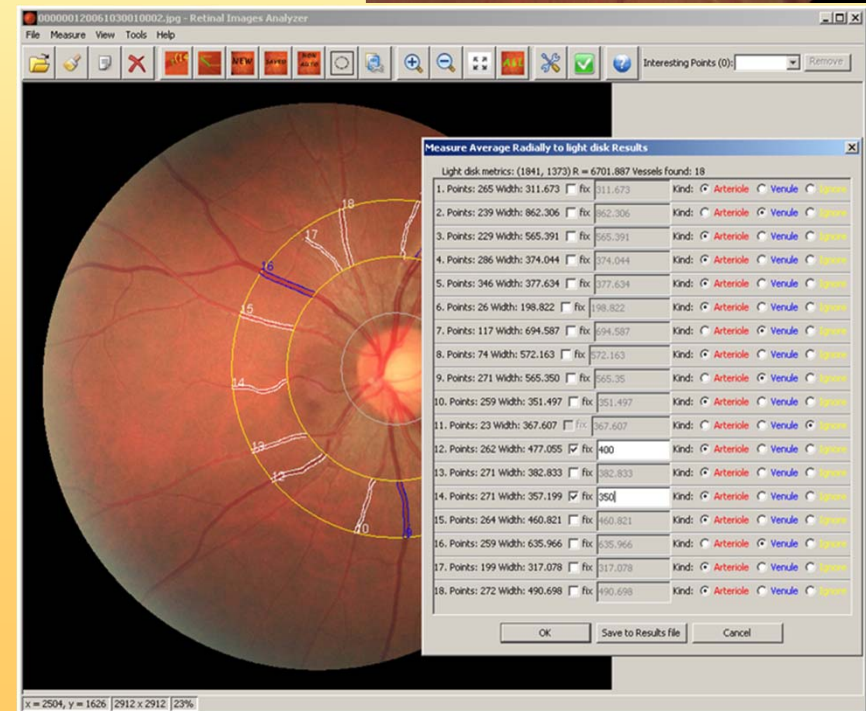 000000120061030010002.jpg - Retinal Images Analyzer
File Measure View Tools Help
NEW SAVED NON AUTO Interesting Points (0): Remove
Measure Average Radially to light disk Results
Light disk metrics: (1841, 1373) R = 6701.887 Vessels found: 18
1. Points: 265 Width: 311.673 fix 311.673 Kind: Arteriole Venule Ignore
2. Points: 239 Width: 862.306 fix 862.306 Kind: Arteriole Venule Ignore
3. Points: 229 Width: 565.391 fix 565.391 Kind: Arteriole Venule Ignore
4. Points: 286 Width: 374.044 fix 374.044 Kind: Arteriole Venule Ignore
5. Points: 346 Width: 377.634 fix 377.634 Kind: Arteriole Venule Ignore
6. Points: 26 Width: 198.822 fix 198.822 Kind: Arteriole Venule Ignore
7. Points: 117 Width: 694.587 fix 694.587 Kind: Arteriole Venule Ignore
8. Points: 74 Width: 572.163 fix 572.163 Kind: Arteriole Venule Ignore
9. Points: 271 Width: 565.350 fix 565.35 Kind: Arteriole Venule Ignore
10. Points: 259 Width: 351.497 fix 351.497 Kind: Arteriole Venule Ignore
11. Points: 23 Width: 367.607 fix 367.607 Kind: Arteriole Venule Ignore
12. Points: 262 Width: 477.055 fix 400 Kind: Arteriole Venule Ignore
13. Points: 271 Width: 382.833 fix 382.833 Kind: Arteriole Venule Ignore
14. Points: 271 Width: 357.199 fix 350 Kind: Arteriole Venule Ignore
15. Points: 264 Width: 460.821 fix 460.821 Kind: Arteriole Venule Ignore
16. Points: 259 Width: 635.966 fix 635.966 Kind: Arteriole Venule Ignore
17. Points: 199 Width: 317.078 fix 317.078 Kind: Arteriole Venule Ignore
18. Points: 272 Width: 490.698 fix 490.698 Kind: Arteriole Venule Ignore
OK Save to Results file Cancel
18
17
16
15
14
13
12
10
9
x = 2504, y = 1626 2912 x 2912 23%